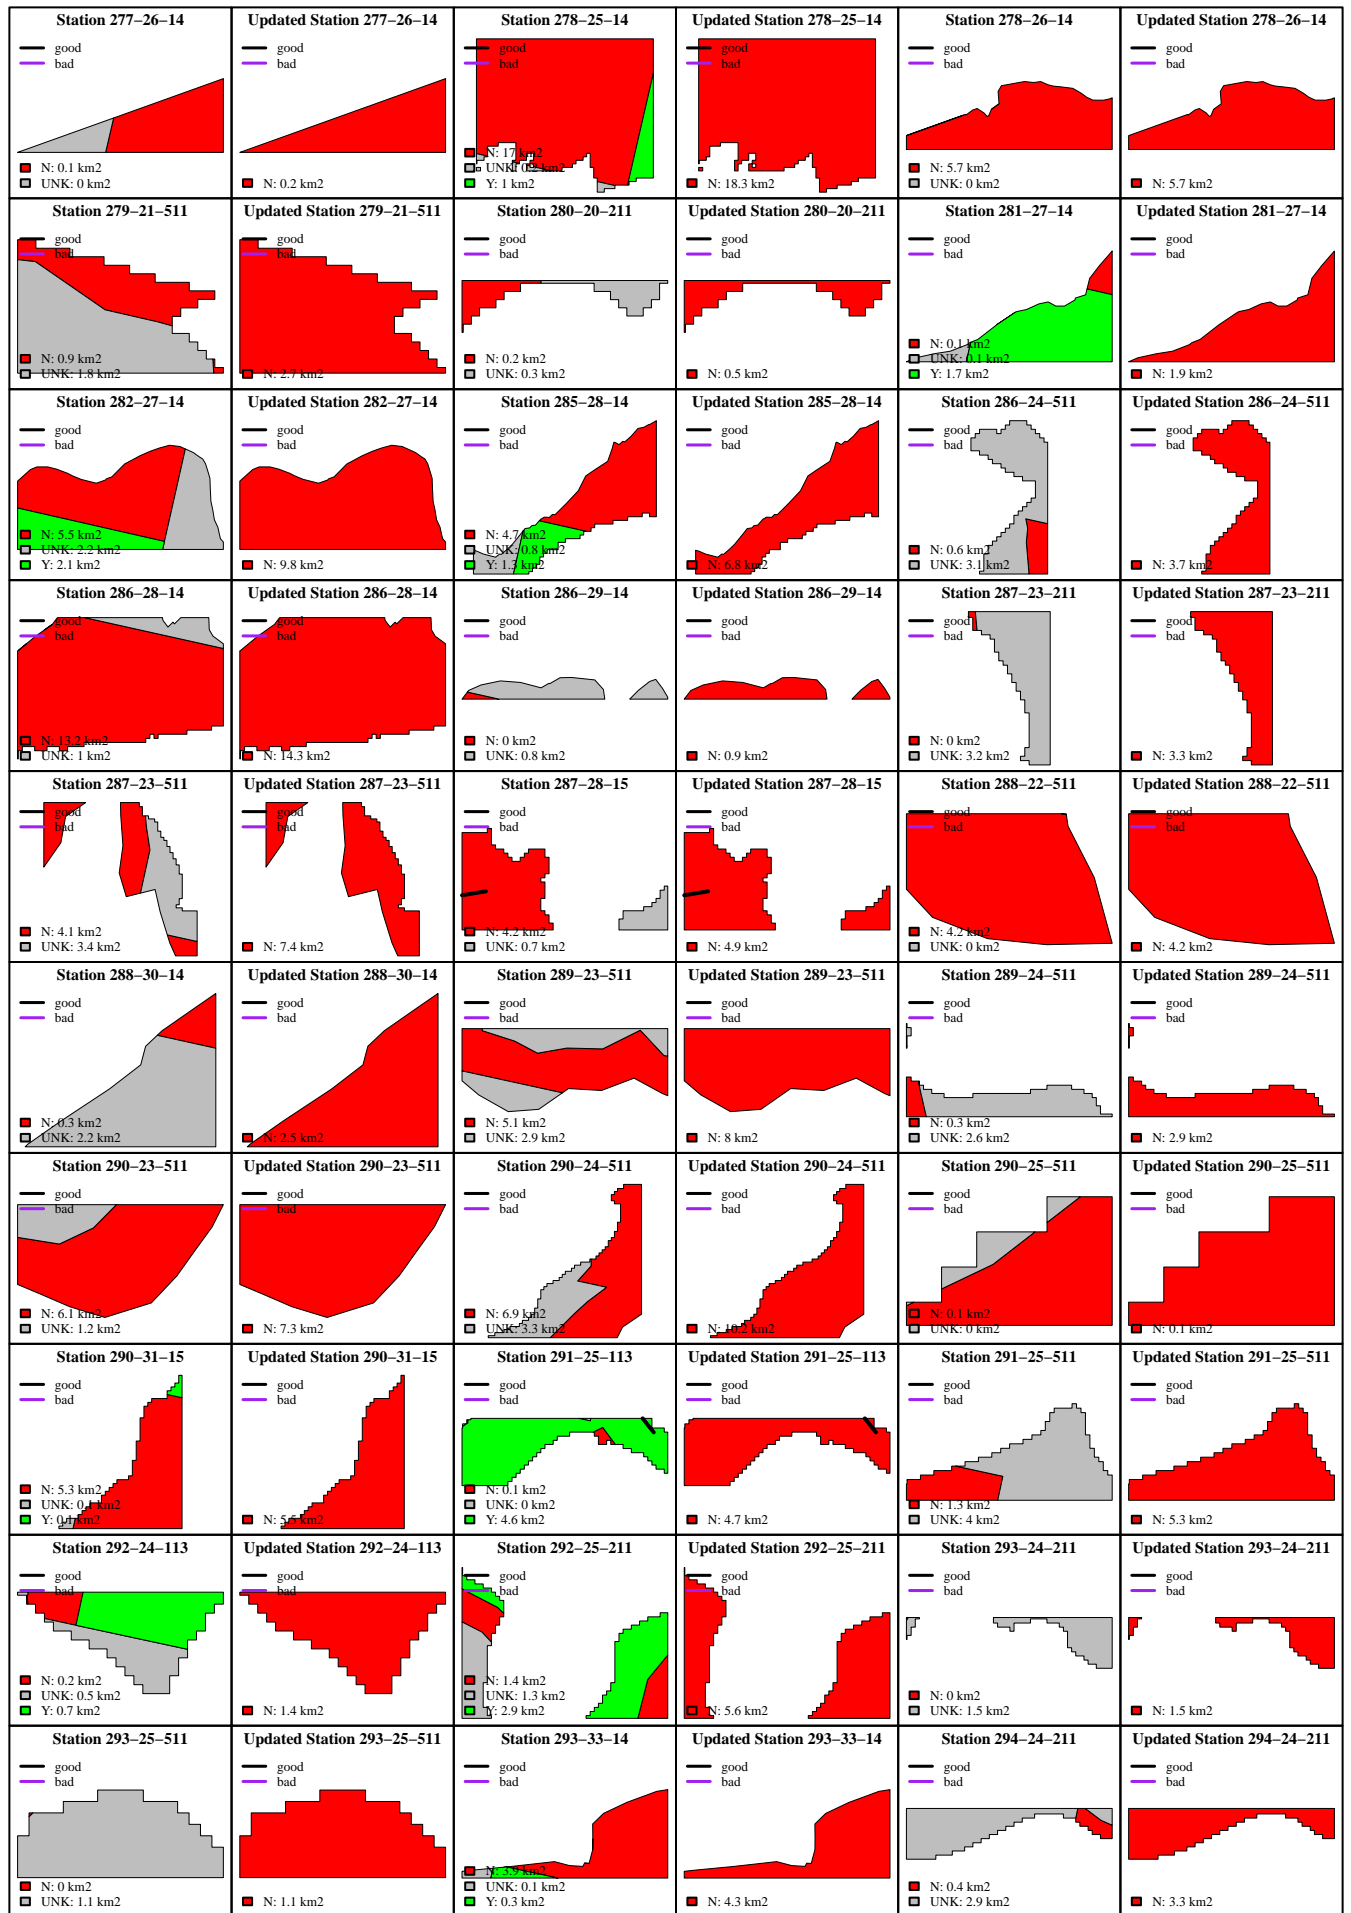 Station 277−26−14
good
bad
N: 0.1 km2
UNK: 0 km2
Updated Station 277−26−14
good
bad
N: 0.2 km2
Station 278−25−14
good
bad
N: 17 km2
UNK: 0.2 km2
Y: 1 km2
Updated Station 278−25−14
good
bad
N: 18.3 km2
Station 278−26−14
good
bad
N: 5.7 km2
UNK: 0 km2
Updated Station 278−26−14
good
bad
N: 5.7 km2
Station 279−21−511
good
bad
N: 0.9 km2
UNK: 1.8 km2
Updated Station 279−21−511
good
bad
N: 2.7 km2
Station 280−20−211
good
bad
N: 0.2 km2
UNK: 0.3 km2
Updated Station 280−20−211
good
bad
N: 0.5 km2
Station 281−27−14
good
bad
N: 0.1 km2
UNK: 0.1 km2
Y: 1.7 km2
Updated Station 281−27−14
good
bad
N: 1.9 km2
Station 282−27−14
good
bad
N: 5.5 km2
UNK: 2.2 km2
Y: 2.1 km2
Updated Station 282−27−14
good
bad
N: 9.8 km2
Station 285−28−14
good
bad
N: 4.7 km2
UNK: 0.8 km2
Y: 1.3 km2
Updated Station 285−28−14
good
bad
N: 6.8 km2
Station 286−24−511
good
bad
N: 0.6 km2
UNK: 3.1 km2
Updated Station 286−24−511
good
bad
N: 3.7 km2
Station 286−28−14
good
bad
N: 13.2 km2
UNK: 1 km2
Updated Station 286−28−14
good
bad
N: 14.3 km2
Station 286−29−14
good
bad
N: 0 km2
UNK: 0.8 km2
Updated Station 286−29−14
good
bad
N: 0.9 km2
Station 287−23−211
good
bad
N: 0 km2
UNK: 3.2 km2
Updated Station 287−23−211
good
bad
N: 3.3 km2
Station 287−23−511
good
bad
N: 4.1 km2
UNK: 3.4 km2
Updated Station 287−23−511
good
bad
N: 7.4 km2
Station 287−28−15
good
bad
N: 4.2 km2
UNK: 0.7 km2
Updated Station 287−28−15
good
bad
N: 4.9 km2
Station 288−22−511
good
bad
N: 4.2 km2
UNK: 0 km2
Updated Station 288−22−511
good
bad
N: 4.2 km2
Station 288−30−14
good
bad
N: 0.3 km2
UNK: 2.2 km2
Updated Station 288−30−14
good
bad
N: 2.5 km2
Station 289−23−511
good
bad
N: 5.1 km2
UNK: 2.9 km2
Updated Station 289−23−511
good
bad
N: 8 km2
Station 289−24−511
good
bad
N: 0.3 km2
UNK: 2.6 km2
Updated Station 289−24−511
good
bad
N: 2.9 km2
Station 290−23−511
good
bad
N: 6.1 km2
UNK: 1.2 km2
Updated Station 290−23−511
good
bad
N: 7.3 km2
Station 290−24−511
good
bad
N: 6.9 km2
UNK: 3.3 km2
Updated Station 290−24−511
good
bad
N: 10.2 km2
Station 290−25−511
good
bad
N: 0.1 km2
UNK: 0 km2
Updated Station 290−25−511
good
bad
N: 0.1 km2
Station 290−31−15
good
bad
N: 5.3 km2
UNK: 0.1 km2
Y: 0.1 km2
Updated Station 290−31−15
good
bad
N: 5.5 km2
Station 291−25−113
good
bad
N: 0.1 km2
UNK: 0 km2
Y: 4.6 km2
Updated Station 291−25−113
good
bad
N: 4.7 km2
Station 291−25−511
good
bad
N: 1.3 km2
UNK: 4 km2
Updated Station 291−25−511
good
bad
N: 5.3 km2
Station 292−24−113
good
bad
N: 0.2 km2
UNK: 0.5 km2
Y: 0.7 km2
Updated Station 292−24−113
good
bad
N: 1.4 km2
Station 292−25−211
good
bad
N: 1.4 km2
UNK: 1.3 km2
Y: 2.9 km2
Updated Station 292−25−211
good
bad
N: 5.6 km2
Station 293−24−211
good
bad
N: 0 km2
UNK: 1.5 km2
Updated Station 293−24−211
good
bad
N: 1.5 km2
Station 293−25−511
good
bad
N: 0 km2
UNK: 1.1 km2
Updated Station 293−25−511
good
bad
N: 1.1 km2
Station 293−33−14
good
bad
N: 3.9 km2
UNK: 0.1 km2
Y: 0.3 km2
Updated Station 293−33−14
good
bad
N: 4.3 km2
Station 294−24−211
good
bad
N: 0.4 km2
UNK: 2.9 km2
Updated Station 294−24−211
good
bad
N: 3.3 km2